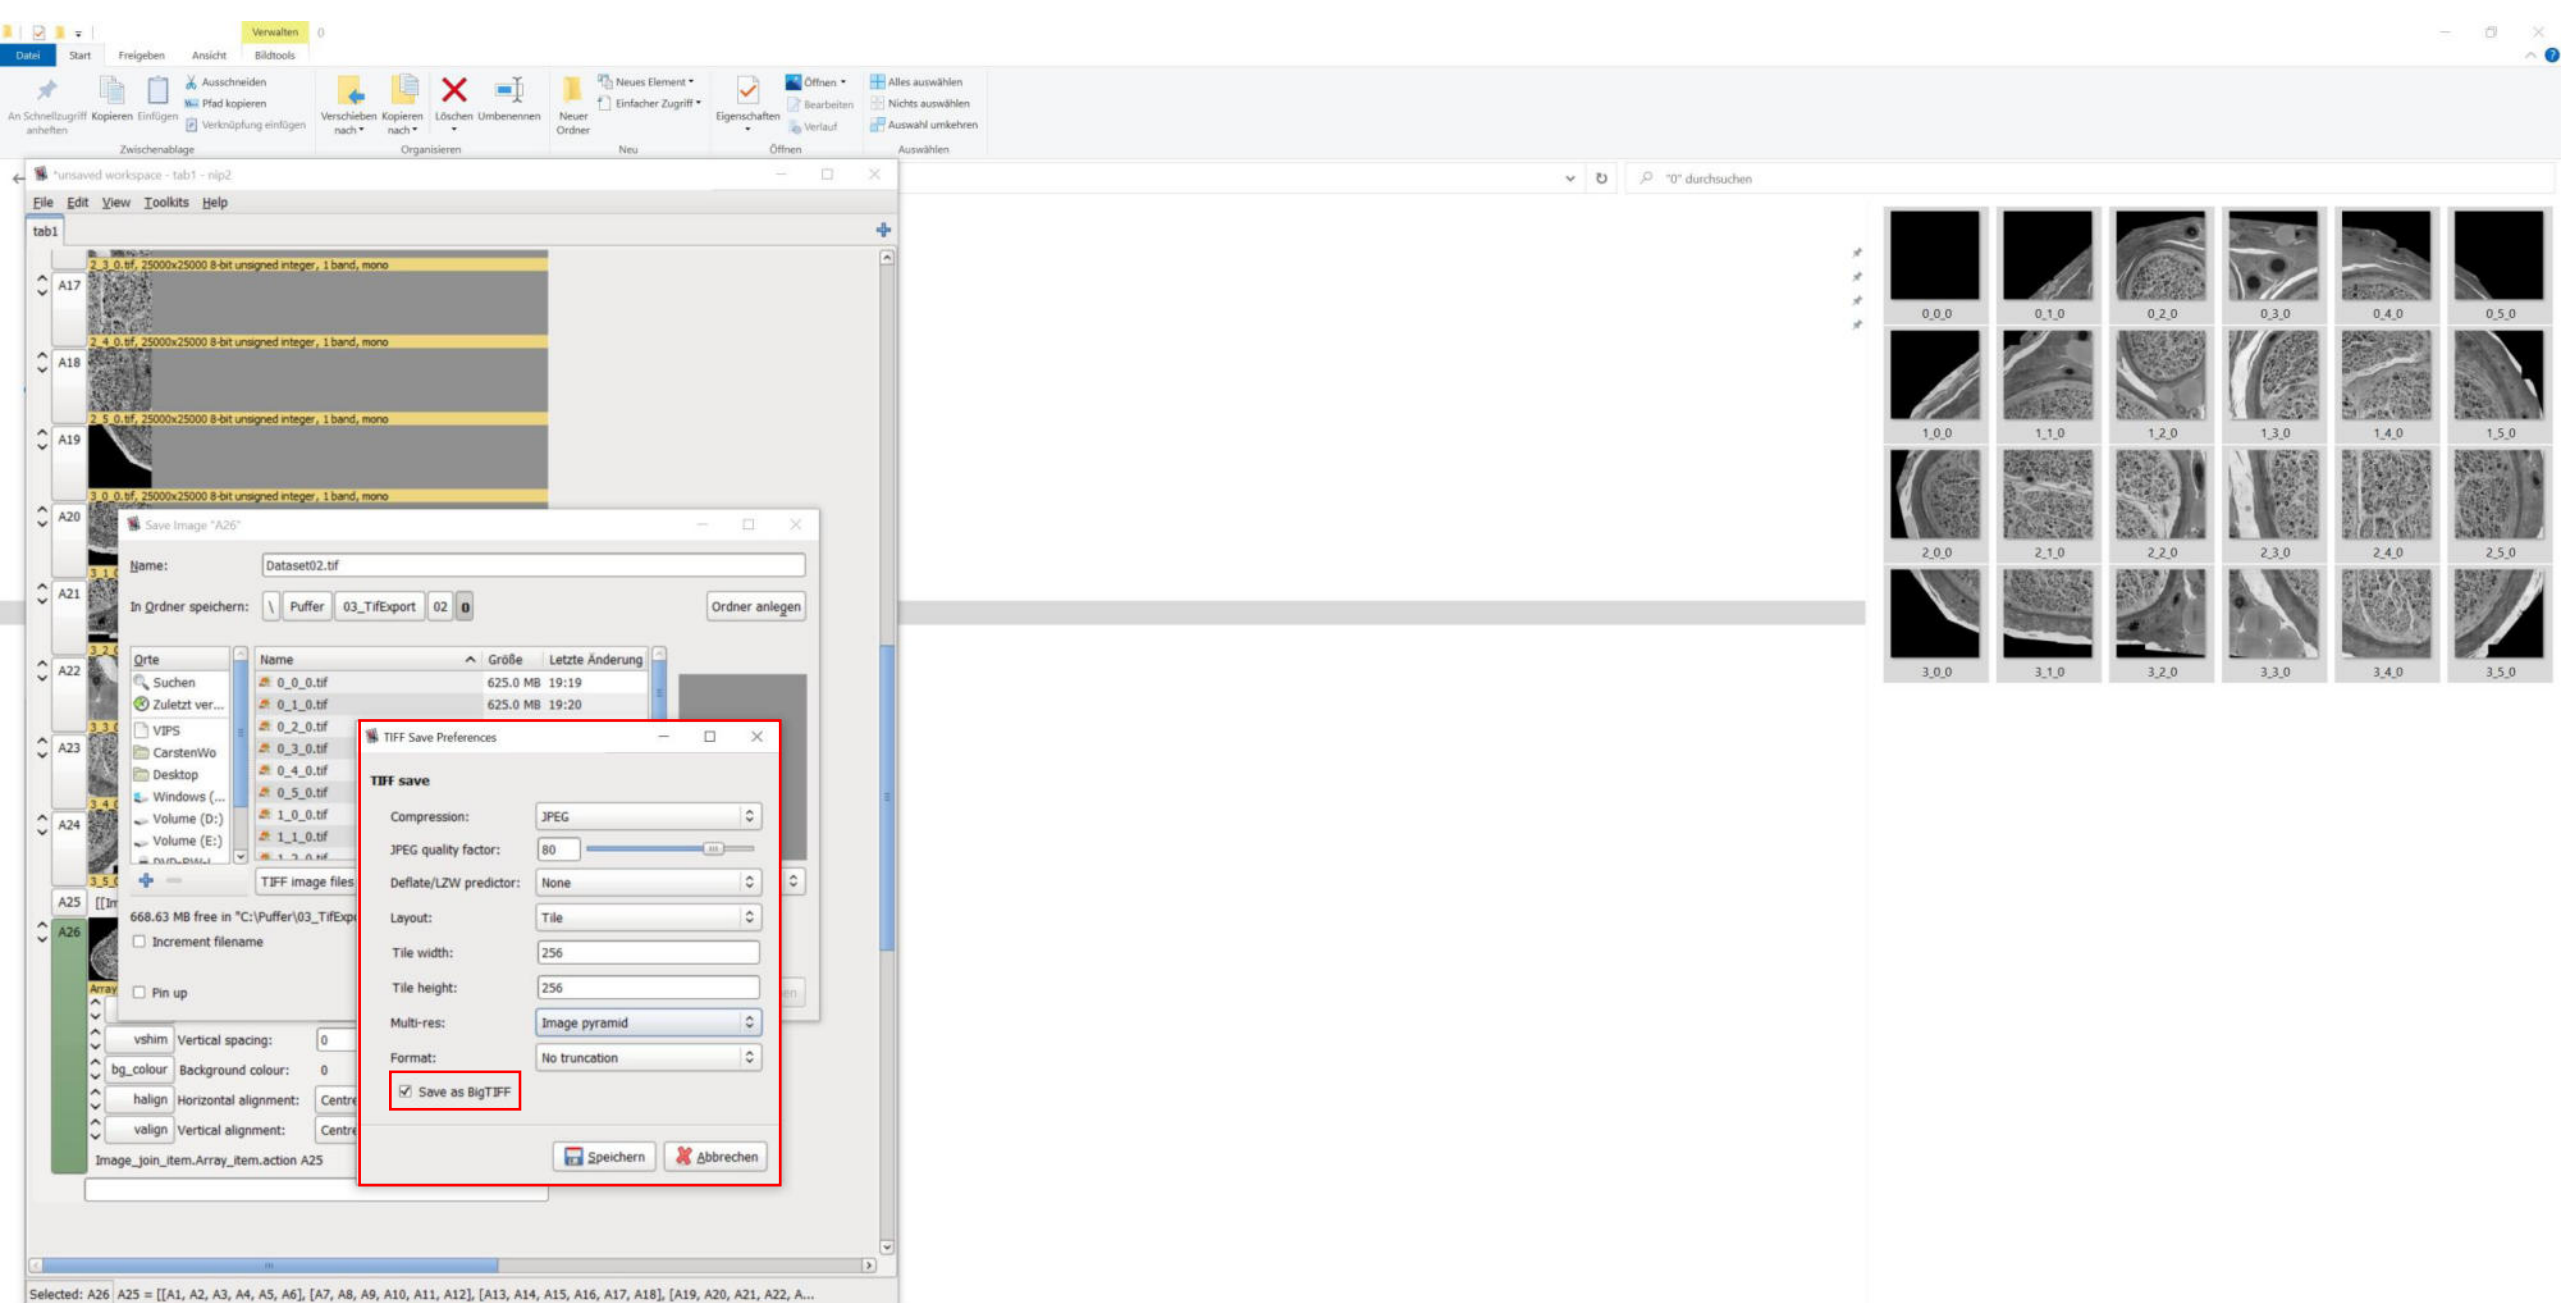 Verwalten 0
Datei Start Freigeben Ansicht Bildtools
An Schnellzugriff anheften
Kopieren
Einfügen
Ausschneiden
Pfad kopieren
Verknüpfung einfügen
Zwischenablage
Verschieben nach
Kopieren nach
Löschen
Umbenennen
Organisieren
Neuer Ordner
Neues Element
Einfacher Zugriff
Neu
Eigenschaften
Öffnen
Bearbeiten
Verlauf
Öffnen
Alles auswählen
Nichts auswählen
Auswahl umkehren
Auswählen
"0" durchsuchen
*unsaved workspace - tab1 - nip2
File Edit View Toolkits Help
tab1
2_3_0.tif, 25000x25000 8-bit unsigned integer, 1 band, mono
A17
2_4_0.tif, 25000x25000 8-bit unsigned integer, 1 band, mono
A18
2_5_0.tif, 25000x25000 8-bit unsigned integer, 1 band, mono
A19
3_0_0.tif, 25000x25000 8-bit unsigned integer, 1 band, mono
A20
A21
A22
A23
A24
A25 [[Im
A26
Array
Save Image "A26"
Name: Dataset02.tif
In Ordner speichern: \ Puffer 03_TifExport 02 0 Ordner anlegen
Orte
Suchen
Zuletzt ver...
VIPS
CarstenWo
Desktop
Windows (...
Volume (D:)
Volume (E:)
Name Größe Letzte Änderung
0_0_0.tif 625.0 MB 19:19
0_1_0.tif 625.0 MB 19:20
0_2_0.tif
0_3_0.tif
0_4_0.tif
0_5_0.tif
1_0_0.tif
1_1_0.tif
1_2_0.tif
TIFF image files
668.63 MB free in "C:\Puffer\03_TifExpo
Increment filename
Pin up
TIFF Save Preferences
TIFF save
Compression: JPEG
JPEG quality factor: 80
Deflate/LZW predictor: None
Layout: Tile
Tile width: 256
Tile height: 256
Multi-res: Image pyramid
Format: No truncation
Save as BigTIFF
Speichern Abbrechen
vshim Vertical spacing: 0
bg_colour Background colour: 0
halign Horizontal alignment: Centre
valign Vertical alignment: Centre
Image_join_item.Array_item.action A25
Selected: A26 A25 = [[A1, A2, A3, A4, A5, A6], [A7, A8, A9, A10, A11, A12], [A13, A14, A15, A16, A17, A18], [A19, A20, A21, A22, A...
0_0_0 0_1_0 0_2_0 0_3_0 0_4_0 0_5_0
1_0_0 1_1_0 1_2_0 1_3_0 1_4_0 1_5_0
2_0_0 2_1_0 2_2_0 2_3_0 2_4_0 2_5_0
3_0_0 3_1_0 3_2_0 3_3_0 3_4_0 3_5_0